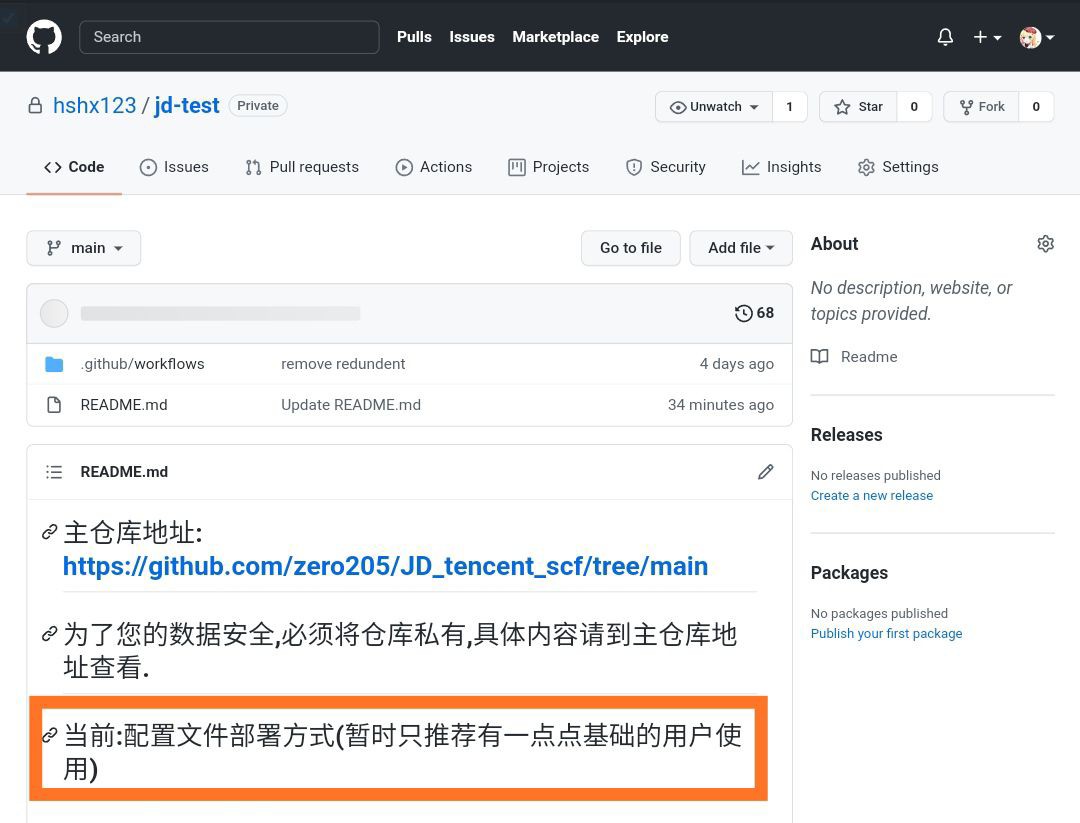 Search
Pulls Issues Marketplace Explore
hshx123 / jd-test Private
Unwatch 1 Star 0 Fork 0
Code Issues Pull requests Actions Projects Security Insights Settings
main Go to file Add file
68
.github/workflows remove redundent 4 days ago
README.md Update README.md 34 minutes ago
README.md
主仓库地址:
https://github.com/zero205/JD_tencent_scf/tree/main
为了您的数据安全,必须将仓库私有,具体内容请到主仓库地
址查看.
当前:配置文件部署方式(暂时只推荐有一点点基础的用户使
用)
About
No description, website, or
topics provided.
Readme
Releases
No releases published
Create a new release
Packages
No packages published
Publish your first package